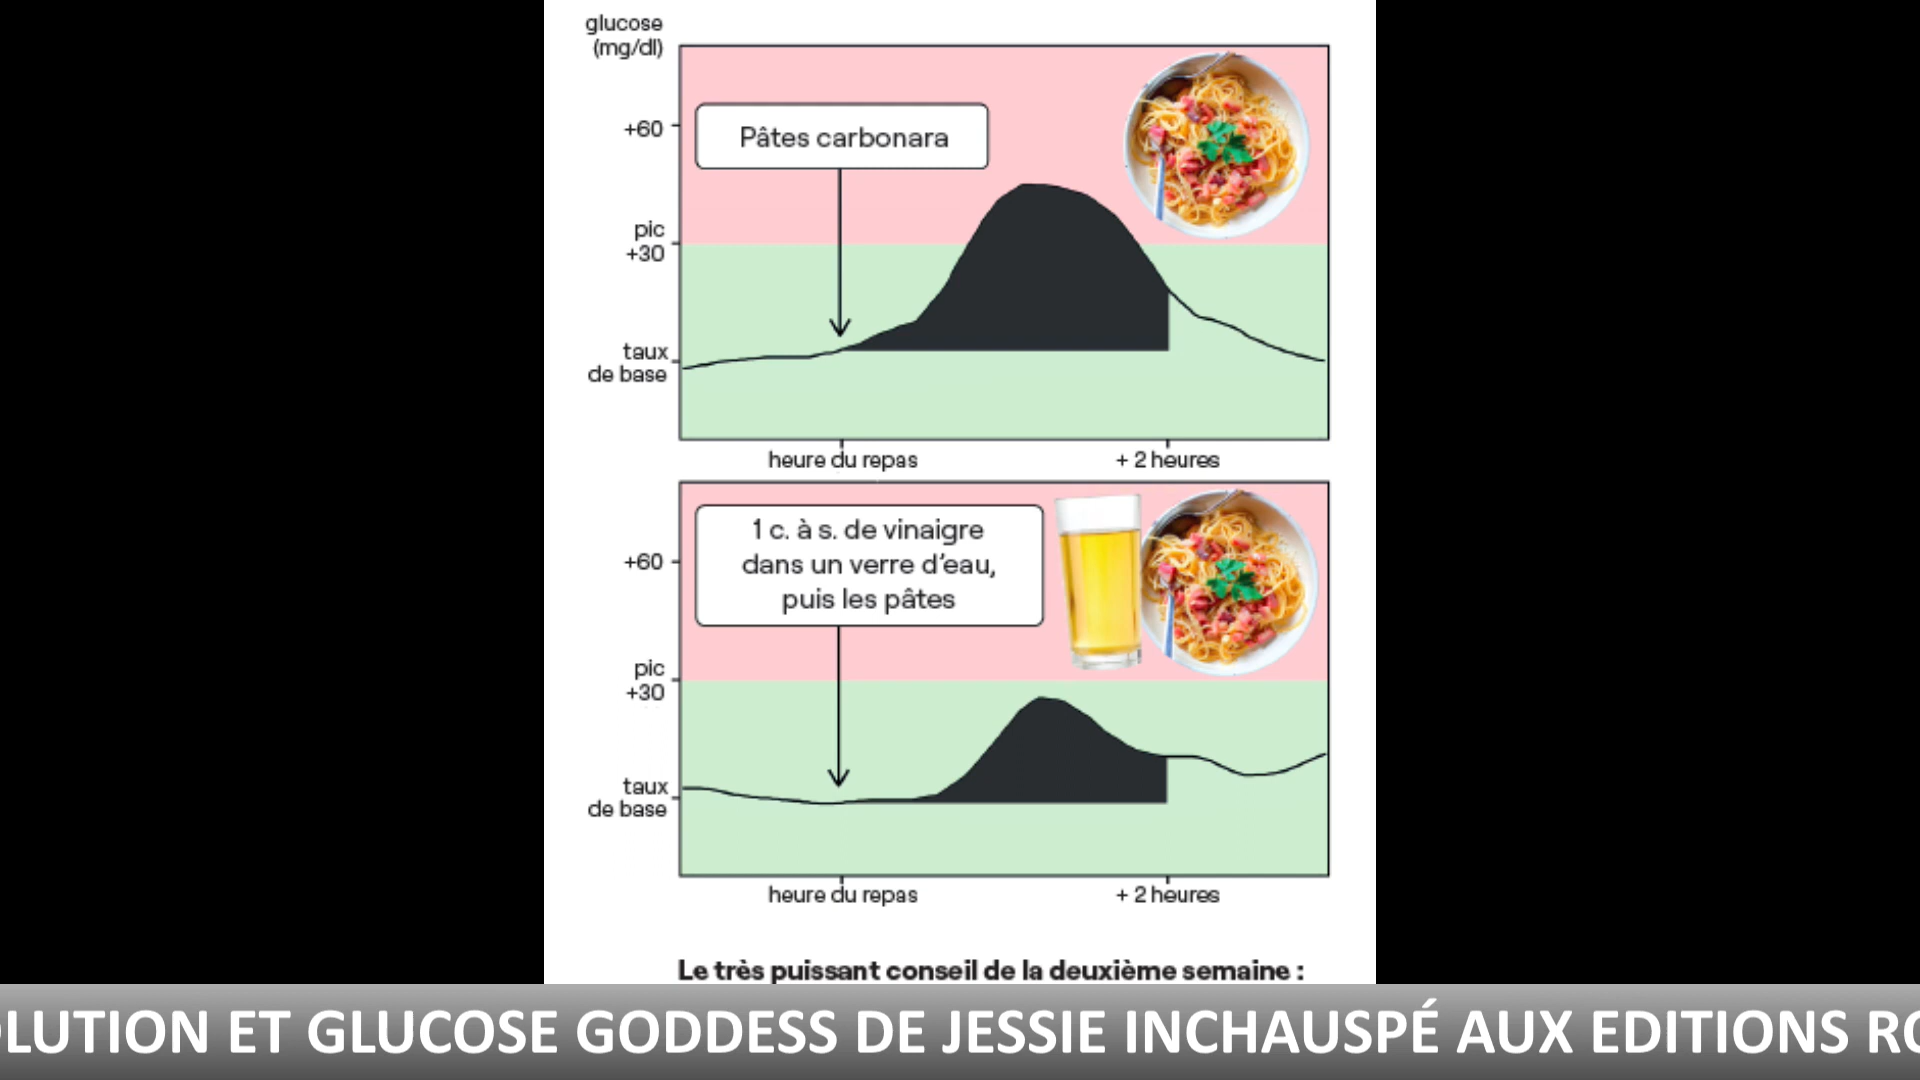 glucose
(mg/dl)
+60
Pâtes carbonara
pic
+30
taux
de base
heure du repas
+ 2 heures
1 c. à s. de vinaigre
dans un verre d'eau,
puis les pâtes
+60
pic
+30
taux
de base
heure du repas
+ 2 heures
Le très puissant conseil de la deuxième semaine :
OLUTION ET GLUCOSE GODDESS DE JESSIE INCHAUSPÉ AUX EDITIONS RO